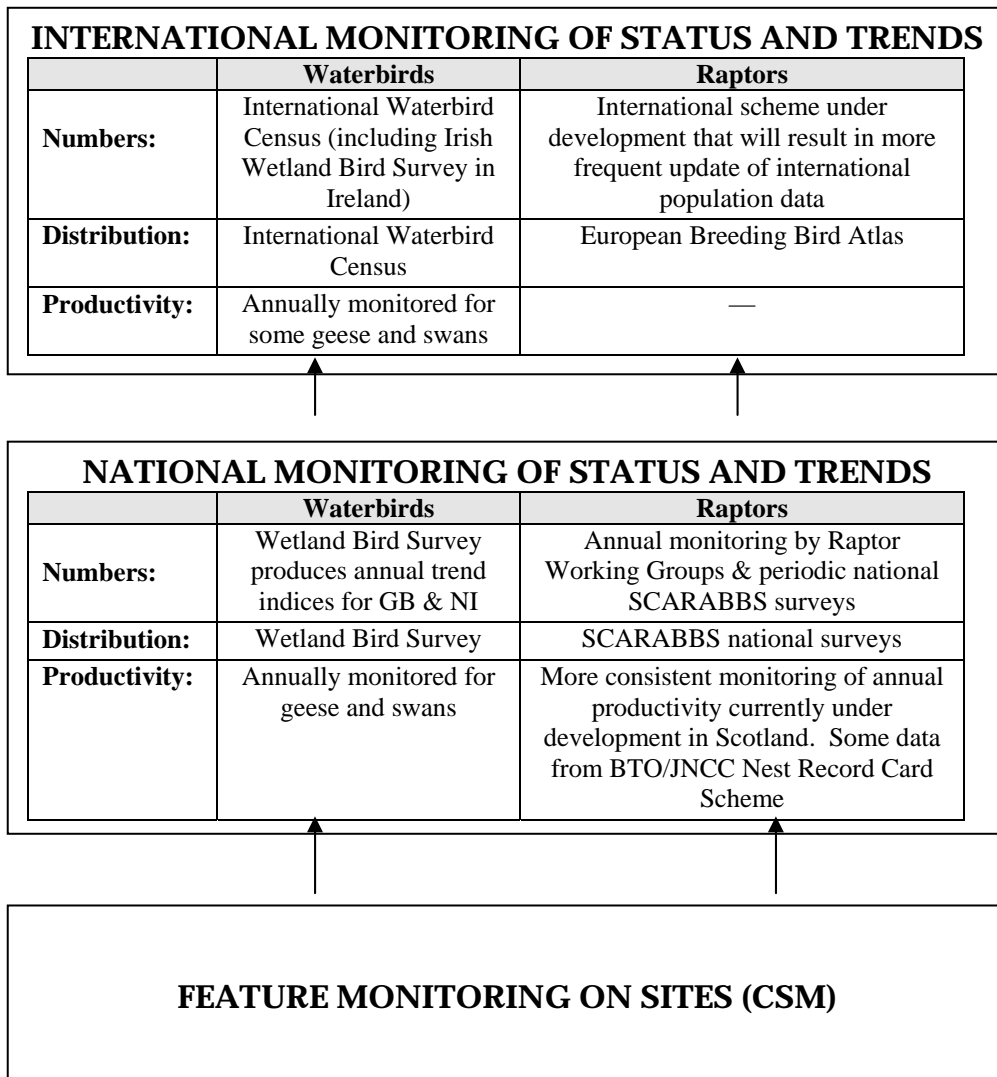 INTERNATIONAL MONITORING OF STATUS AND TRENDS
Waterbirds
Raptors
Numbers:
International Waterbird
Census (including Irish
Wetland Bird Survey in
Ireland)
International scheme under
development that will result in more
frequent update of international
population data
Distribution:
International Waterbird
Census
European Breeding Bird Atlas
Productivity:
Annually monitored for
some geese and swans
—
NATIONAL MONITORING OF STATUS AND TRENDS
Waterbirds
Raptors
Numbers:
Wetland Bird Survey
produces annual trend
indices for GB & NI
Annual monitoring by Raptor
Working Groups & periodic national
SCARABBS surveys
Distribution:
Wetland Bird Survey
SCARABBS national surveys
Productivity:
Annually monitored for
geese and swans
More consistent monitoring of annual
productivity currently under
development in Scotland.  Some data
from BTO/JNCC Nest Record Card
Scheme
FEATURE MONITORING ON SITES (CSM)